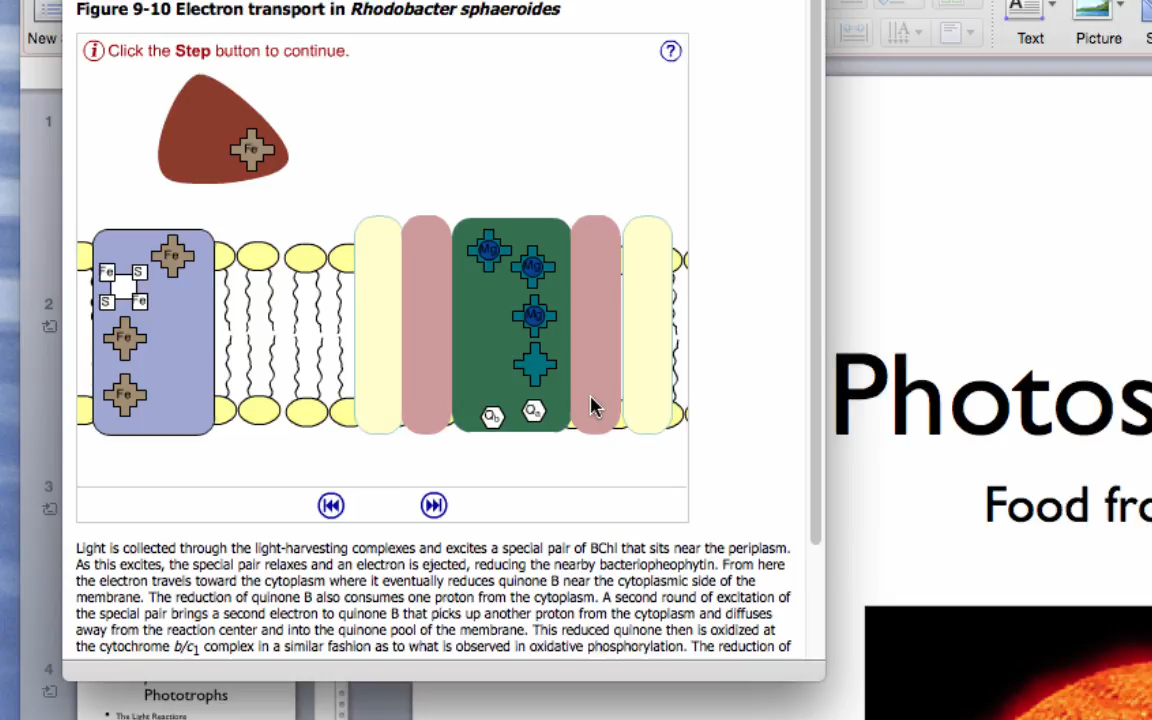 Figure 9-10 Electron transport in Rhodobacter sphaeroides
New
Text
Picture
Click the Step button to continue.
?
1
Fe
Fe
Mg
Mg
Fe
S
S
Fe
2
Mg
Fe
Photos
Fe
Qb
Qa
3
Food fro
Light is collected through the light-harvesting complexes and excites a special pair of BChl that sits near the periplasm.
As this excites, the special pair relaxes and an electron is ejected, reducing the nearby bacteriopheophytin. From here
the electron travels toward the cytoplasm where it eventually reduces quinone B near the cytoplasmic side of the
membrane. The reduction of quinone B also consumes one proton from the cytoplasm. A second round of excitation of
the special pair brings a second electron to quinone B that picks up another proton from the cytoplasm and diffuses
away from the reaction center and into the quinone pool of the membrane. This reduced quinone then is oxidized at
the cytochrome b/c1 complex in a similar fashion as to what is observed in oxidative phosphorylation. The reduction of
4
Phototrophs
• The Light Reactions